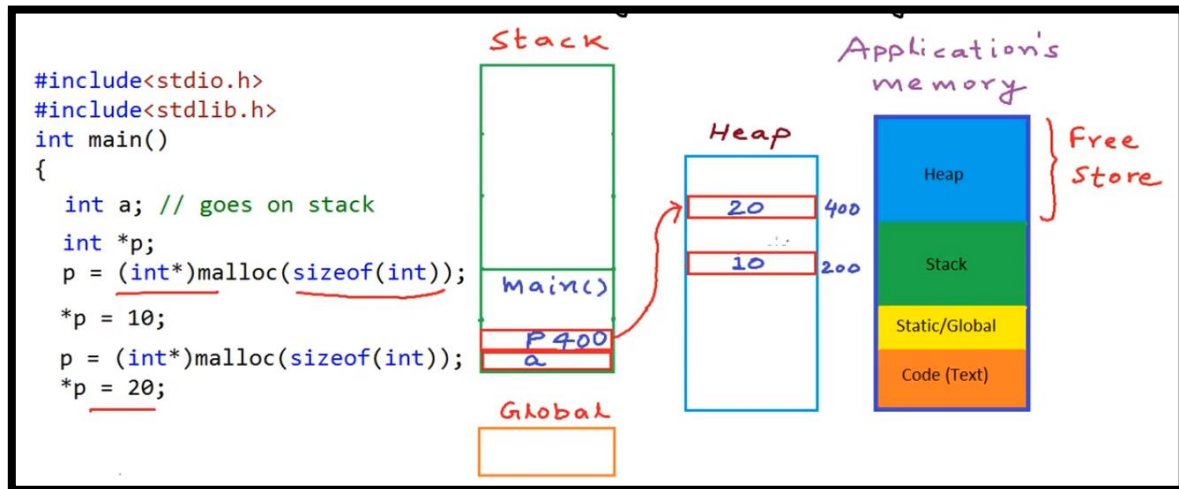 #include<stdio.h>
#include<stdlib.h>
int main()
{
int a; // goes on stack
int *p;
p = (int*)malloc(sizeof(int));
*p = 10;
p = (int*)malloc(sizeof(int));
*p = 20;
Stack
main()
P 400
a
Global
Heap
20 400
10 200
Application's
memory
Heap
Stack
Static/Global
Code (Text)
Free
Store